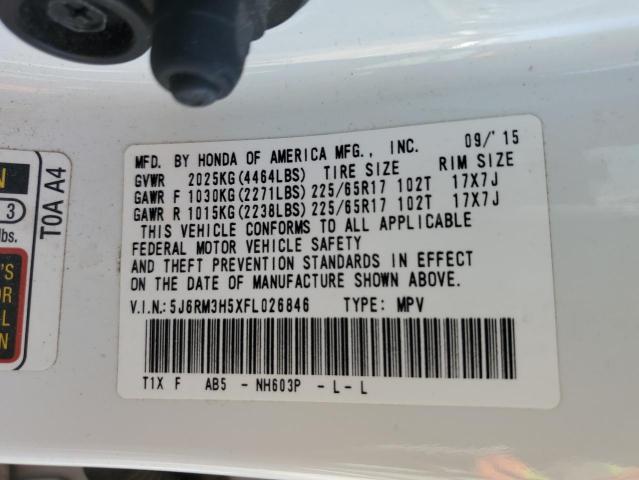 MFD. BY HONDA OF AMERICA MFG., INC. 09/'15
GVWR 2025KG(4464LBS) TIRE SIZE RIM SIZE
GAWR F 1030KG(2271LBS) 225/65R17 102T 17X7J
GAWR R 1015KG(2238LBS) 225/65R17 102T 17X7J
THIS VEHICLE CONFORMS TO ALL APPLICABLE
FEDERAL MOTOR VEHICLE SAFETY
AND THEFT PREVENTION STANDARDS IN EFFECT
ON THE DATE OF MANUFACTURE SHOWN ABOVE.
V.I.N.:5J6RM3H5XFL026846 TYPE: MPV
T1X F AB5 - NH603P - L - L
T0A A4
N
3
lbs.
'S
OR
L
N